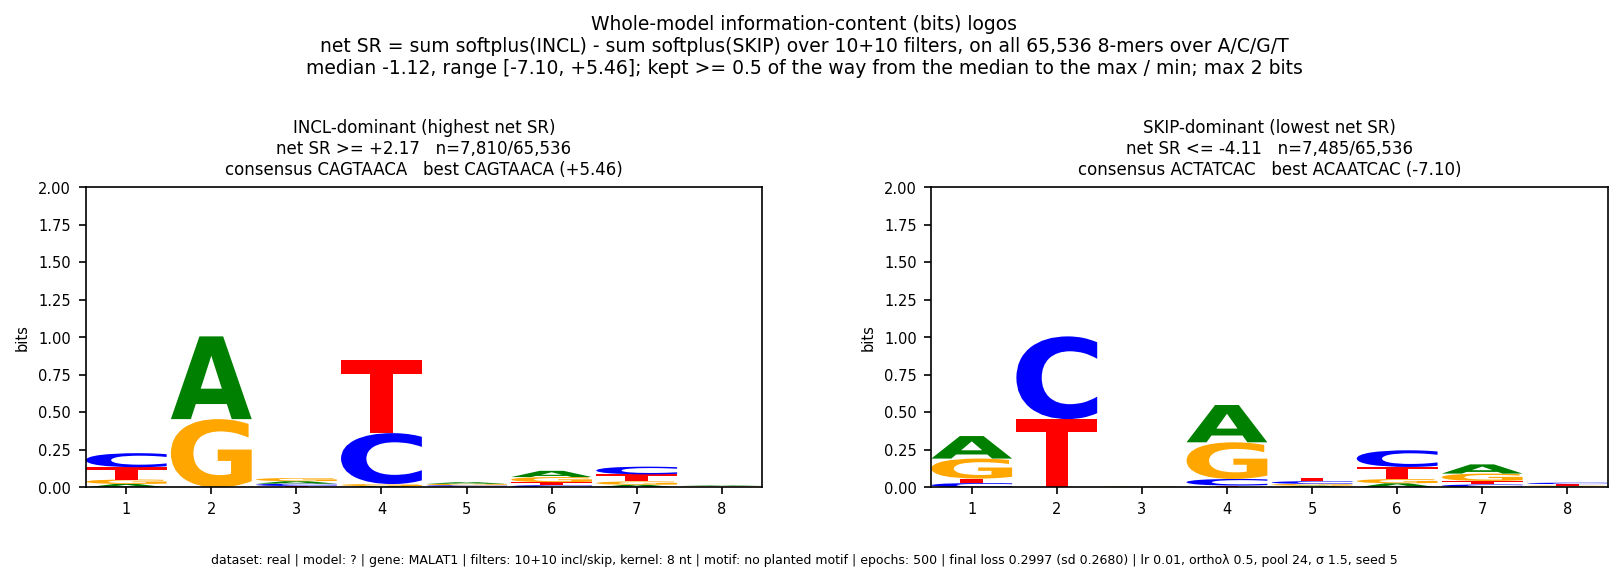 Whole-model information-content (bits) logos
net SR = sum softplus(INCL) - sum softplus(SKIP) over 10+10 filters, on all 65,536 8-mers over A/C/G/T
median -1.12, range [-7.10, +5.46]; kept >= 0.5 of the way from the median to the max / min; max 2 bits
INCL-dominant (highest net SR)
net SR >= +2.17   n=7,810/65,536
consensus CAGTAACA   best CAGTAACA (+5.46)
2.00
1.75
1.50
1.25
1.00
0.75
0.50
0.25
0.00
bits
1 2 3 4 5 6 7 8
SKIP-dominant (lowest net SR)
net SR <= -4.11   n=7,485/65,536
consensus ACTATCAC   best ACAATCAC (-7.10)
2.00
1.75
1.50
1.25
1.00
0.75
0.50
0.25
0.00
bits
1 2 3 4 5 6 7 8
dataset: real | model: ? | gene: MALAT1 | filters: 10+10 incl/skip, kernel: 8 nt | motif: no planted motif | epochs: 500 | final loss 0.2997 (sd 0.2680) | lr 0.01, orthoλ 0.5, pool 24, σ 1.5, seed 5